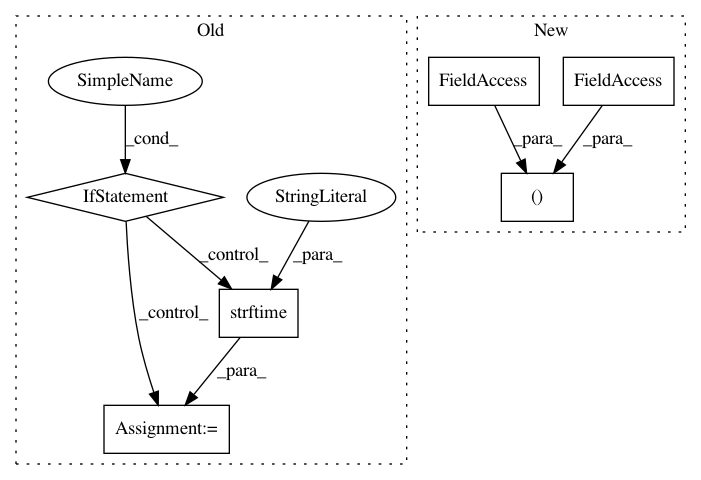 Old
New
SimpleName
FieldAccess
FieldAccess
_cond_
_para_
_para_
IfStatement
StringLiteral
()
_control_
_para_
_control_
strftime
_para_
Assignment:=